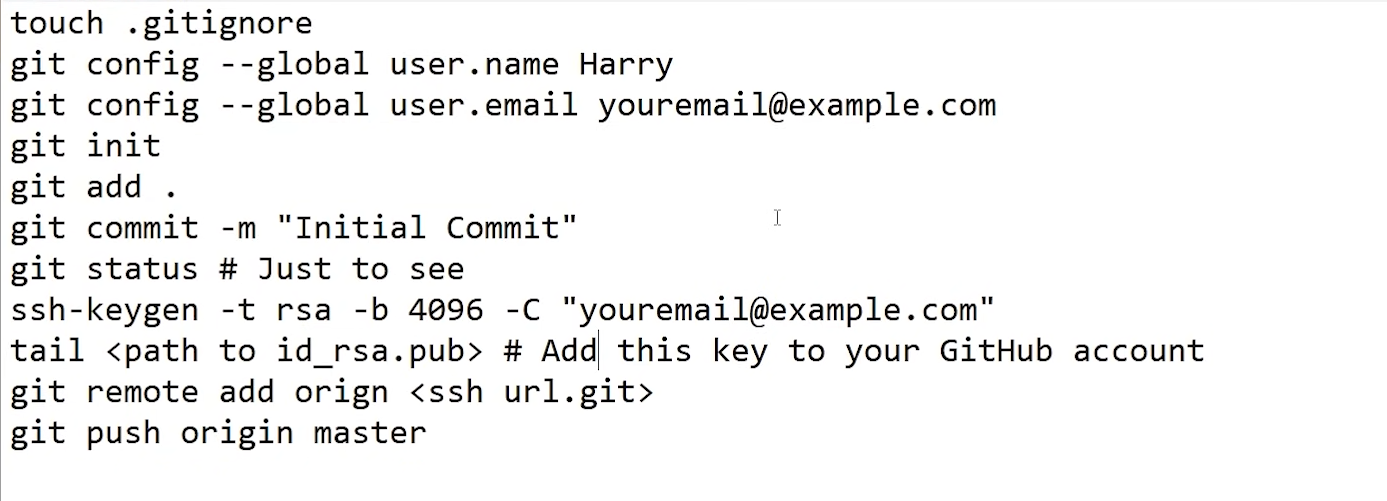 touch .gitignore
git config --global user.name Harry
git config --global user.email youremail@example.com
git init
git add .
git commit -m "Initial Commit"
git status # Just to see
ssh-keygen -t rsa -b 4096 -C "youremail@example.com"
tail <path to id_rsa.pub> # Add this key to your GitHub account
git remote add orign <ssh url.git>
git push origin master